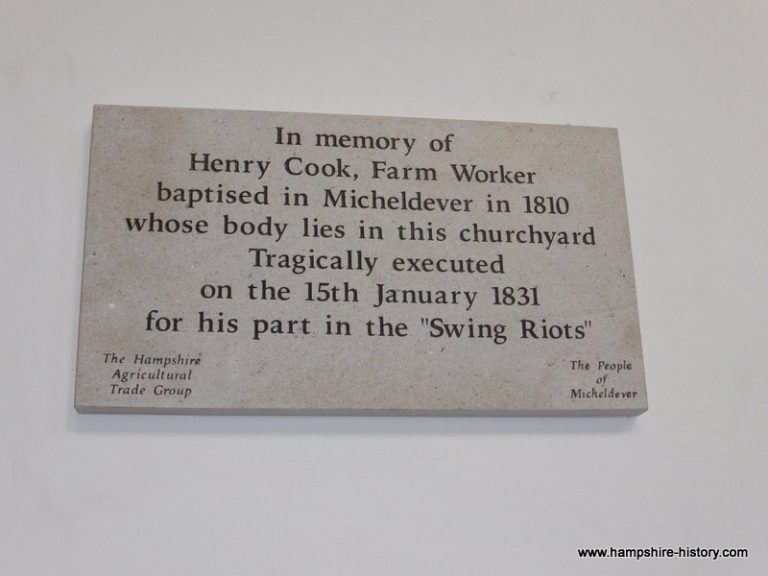 In memory of
Henry Cook, Farm Worker
baptised in Micheldever in 1810
whose body lies in this churchyard
Tragically executed
on the 15th January 1831
for his part in the "Swing Riots"
The Hampshire
Agricultural
Trade Group
The People
of
Micheldever
www.hampshire-history.com